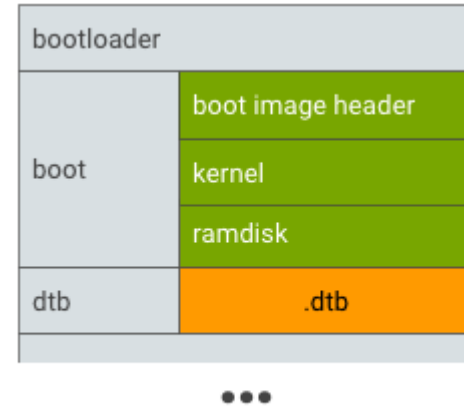 bootloader
boot image header
boot
kernel
ramdisk
dtb
.dtb